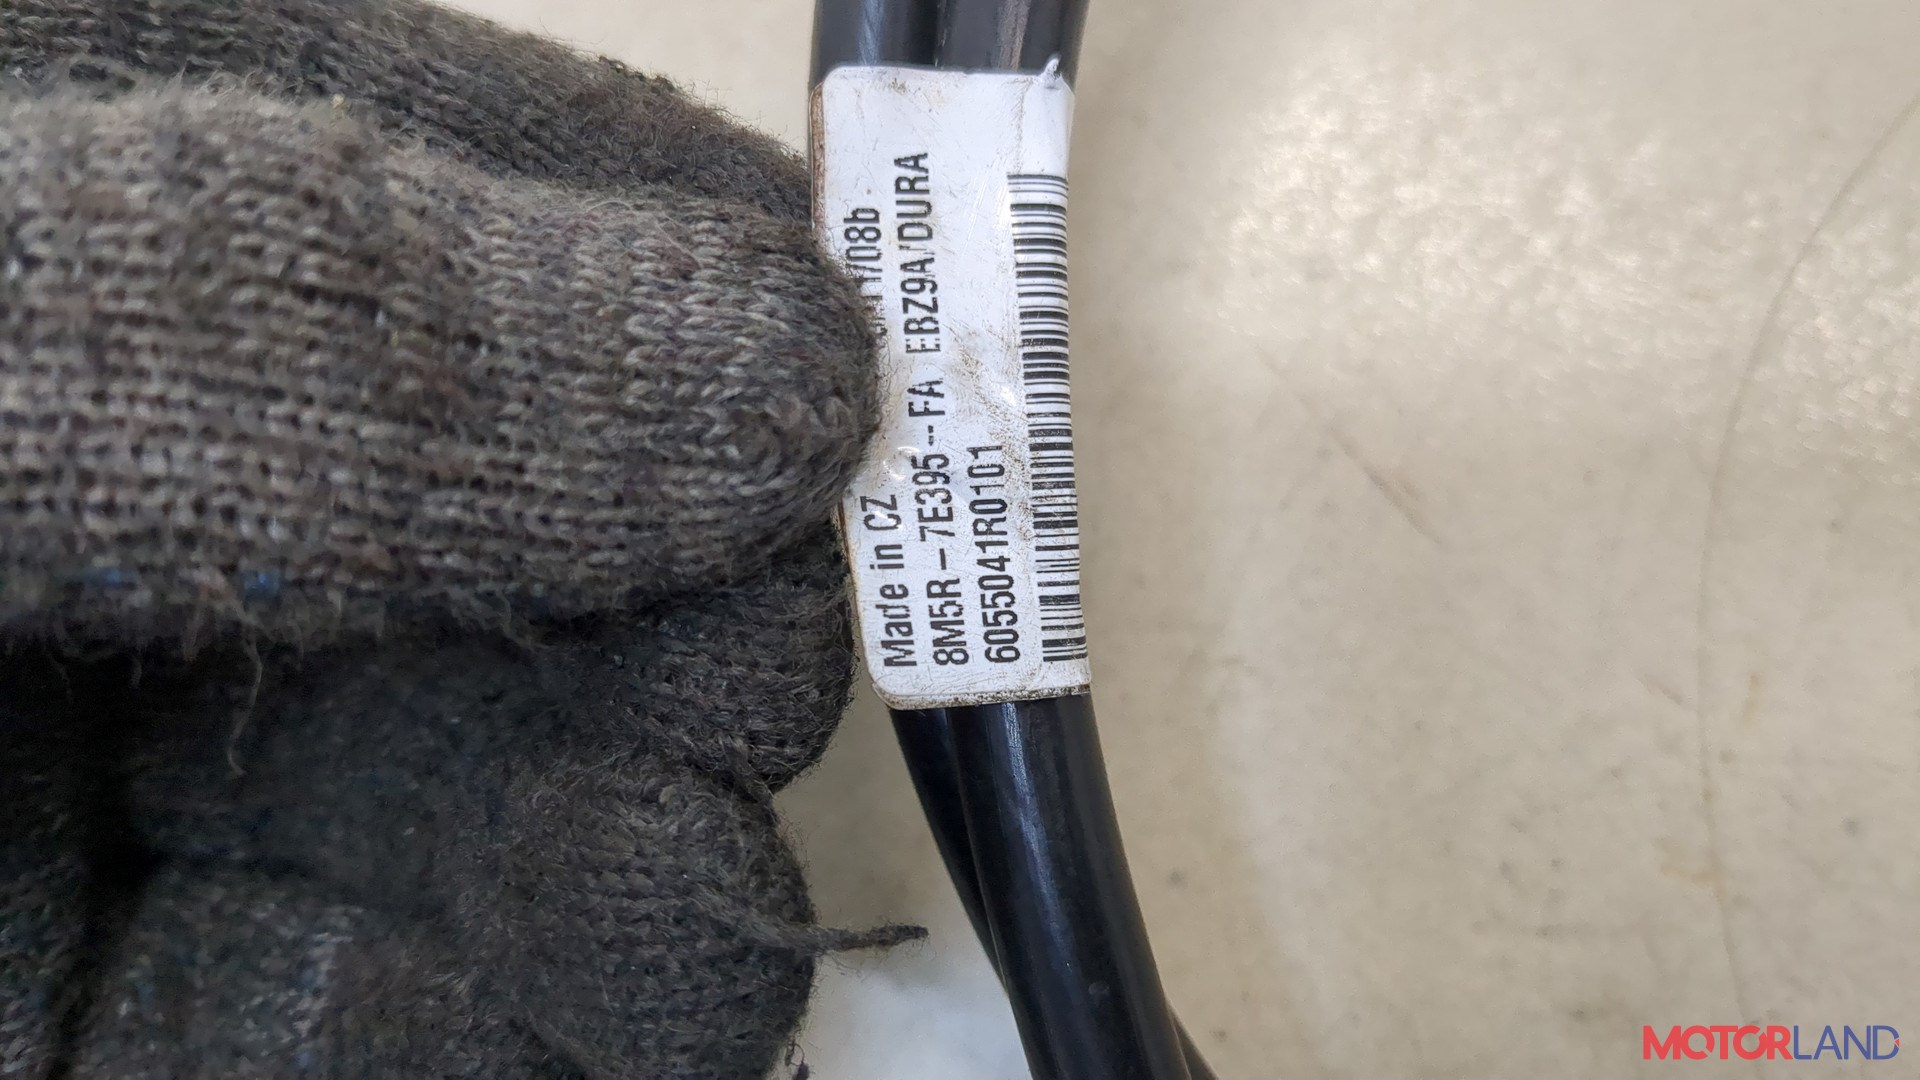 Made in CZ
8M5R-7E395--FA EBZ9A/DURA
6055041R0101
MOTORLAND